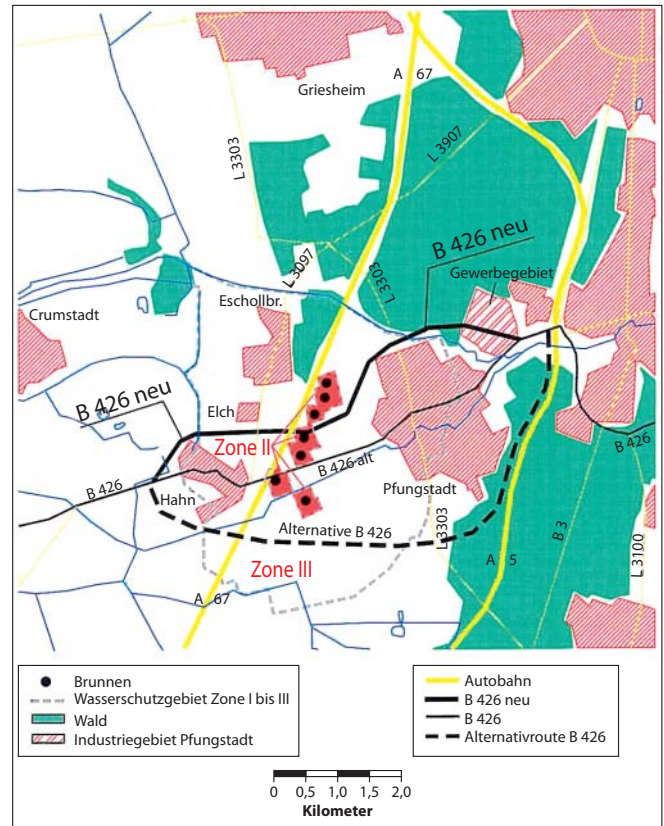 A 67
Griesheim
L 3303
L 3907
B 426 neu
L 3097
L 3303
Gewerbegebiet
Eschollbr.
Crumstadt
B 426 neu
Elch
Zone II
B 426
B 426 alt
B 426
Hahn
Pfungstadt
Alternative B 426
L 3303
B 3
L 3100
Zone III
A 5
A 67
Brunnen
Wasserschutzgebiet Zone I bis III
Wald
Industriegebiet Pfungstadt
Autobahn
B 426 neu
B 426
Alternativroute B 426
0 0,5 1,0 1,5 2,0
Kilometer